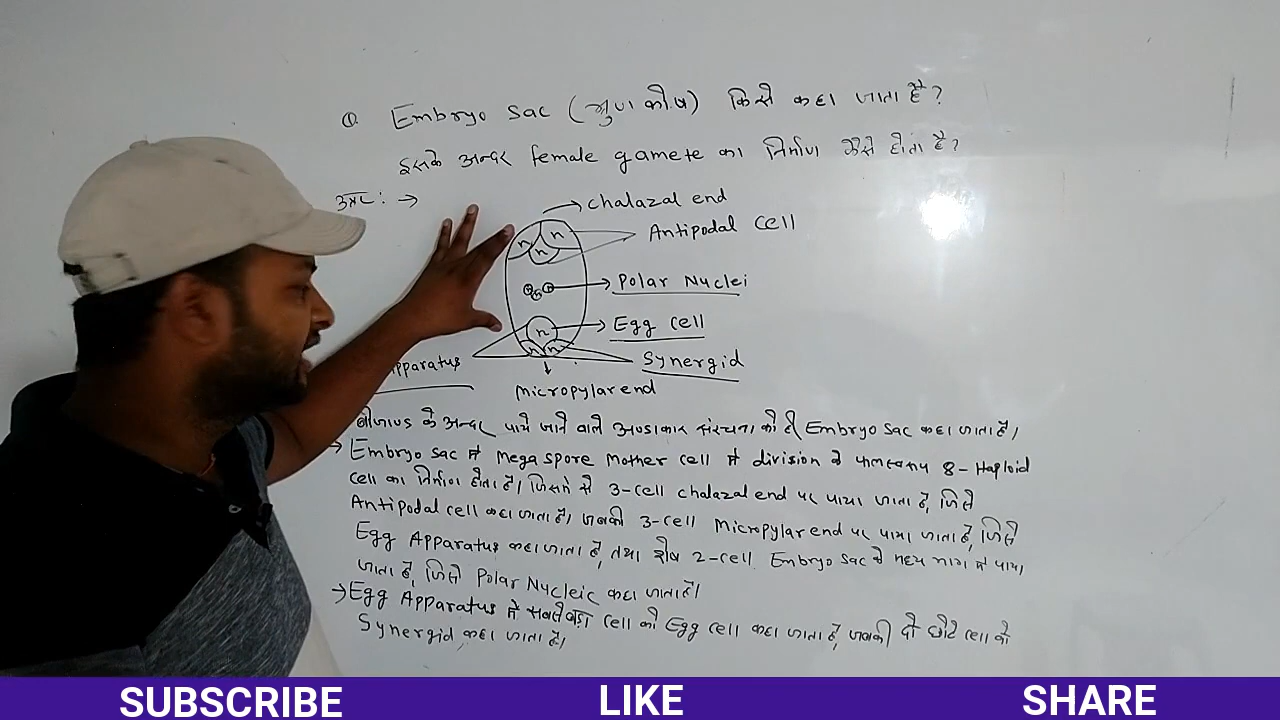 Q. Embryo sac (भ्रुण कोष) किसे कहा जाता है?
इसके अन्दर female gamete का निर्माण कैसे होता है?
उत्तर :→
chalazal end
Antipodal cell
n n
n
Polar Nuclei
Egg cell
n
Synergid
n n
Apparatus
Micropylar end
बीजाण्ड के अन्दर पाये जाने वाले अण्डाकार संरचना को ही Embryo sac कहा जाता है।
→ Embryo sac में Mega spore Mother cell में division के फलस्वरूप 8-Haploid
cell का निर्माण होता है। जिसमे से 3-cell chalazal end पर पाया जाता है, जिसे
Antipodal cell कहा जाता है। जबकी 3-cell Micropylar end पर पाया जाता है, जिसे
Egg Apparatus कहा जाता है, तथा शेष 2-cell Embryo sac के मध्य भाग में पाया
जाता है, जिसे Polar Nucleic कहा जाता है।
→ Egg Apparatus में सबसे बड़ा cell को Egg cell कहा जाता है, जबकी दो छोटे cell को
Synergid कहा जाता है।
SUBSCRIBE LIKE SHARE